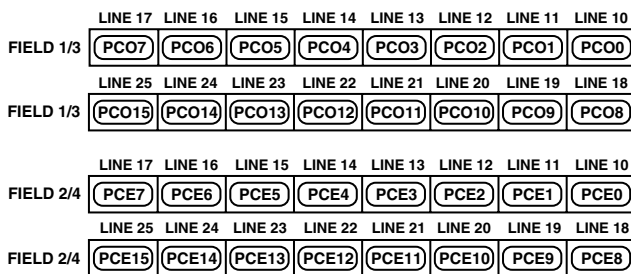 LINE 17 LINE 16 LINE 15 LINE 14 LINE 13 LINE 12 LINE 11 LINE 10
FIELD 1/3 PCO7 PCO6 PCO5 PCO4 PCO3 PCO2 PCO1 PCO0
LINE 25 LINE 24 LINE 23 LINE 22 LINE 21 LINE 20 LINE 19 LINE 18
FIELD 1/3 PCO15 PCO14 PCO13 PCO12 PCO11 PCO10 PCO9 PCO8
LINE 17 LINE 16 LINE 15 LINE 14 LINE 13 LINE 12 LINE 11 LINE 10
FIELD 2/4 PCE7 PCE6 PCE5 PCE4 PCE3 PCE2 PCE1 PCE0
LINE 25 LINE 24 LINE 23 LINE 22 LINE 21 LINE 20 LINE 19 LINE 18
FIELD 2/4 PCE15 PCE14 PCE13 PCE12 PCE11 PCE10 PCE9 PCE8